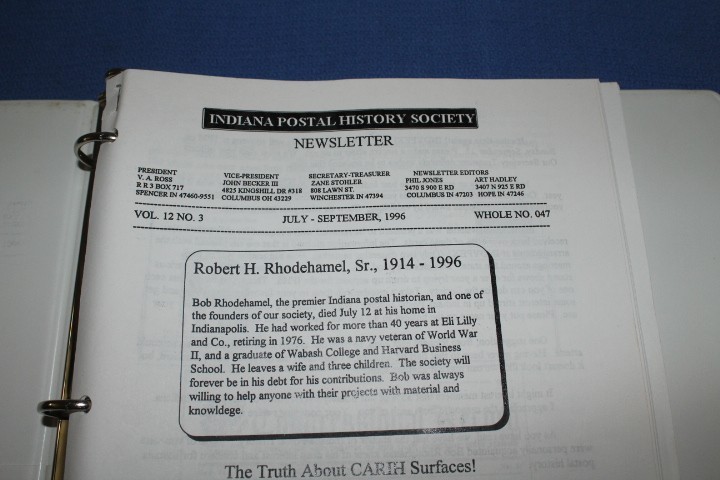 INDIANA POSTAL HISTORY SOCIETY
NEWSLETTER
PRESIDENT
V. A. ROSS
R R 3 BOX 717
SPENCER IN 47460-9551
VICE-PRESIDENT
JOHN BECKER III
4825 KINGSHILL DR #318
COLUMBUS OH 43229
SECRETARY-TREASURER
ZANE STOHLER
808 LAWN ST.
WINCHESTER IN 47394
NEWSLETTER EDITORS
PHIL JONES
3470 S 900 E RD
COLUMBUS IN 47203
ART HADLEY
3407 N 925 E RD
HOPE IN 47246
VOL. 12 NO. 3 JULY - SEPTEMBER, 1996 WHOLE NO. 047
Robert H. Rhodehamel, Sr., 1914 - 1996
Bob Rhodehamel, the premier Indiana postal historian, and one of
the founders of our society, died July 12 at his home in
Indianapolis. He had worked for more than 40 years at Eli Lilly
and Co., retiring in 1976. He was a navy veteran of World War
II, and a graduate of Wabash College and Harvard Business
School. He leaves a wife and three children. The society will
forever be in his debt for his contributions. Bob was always
willing to help anyone with their projects with material and
knowldege.
The Truth About Surfaces!